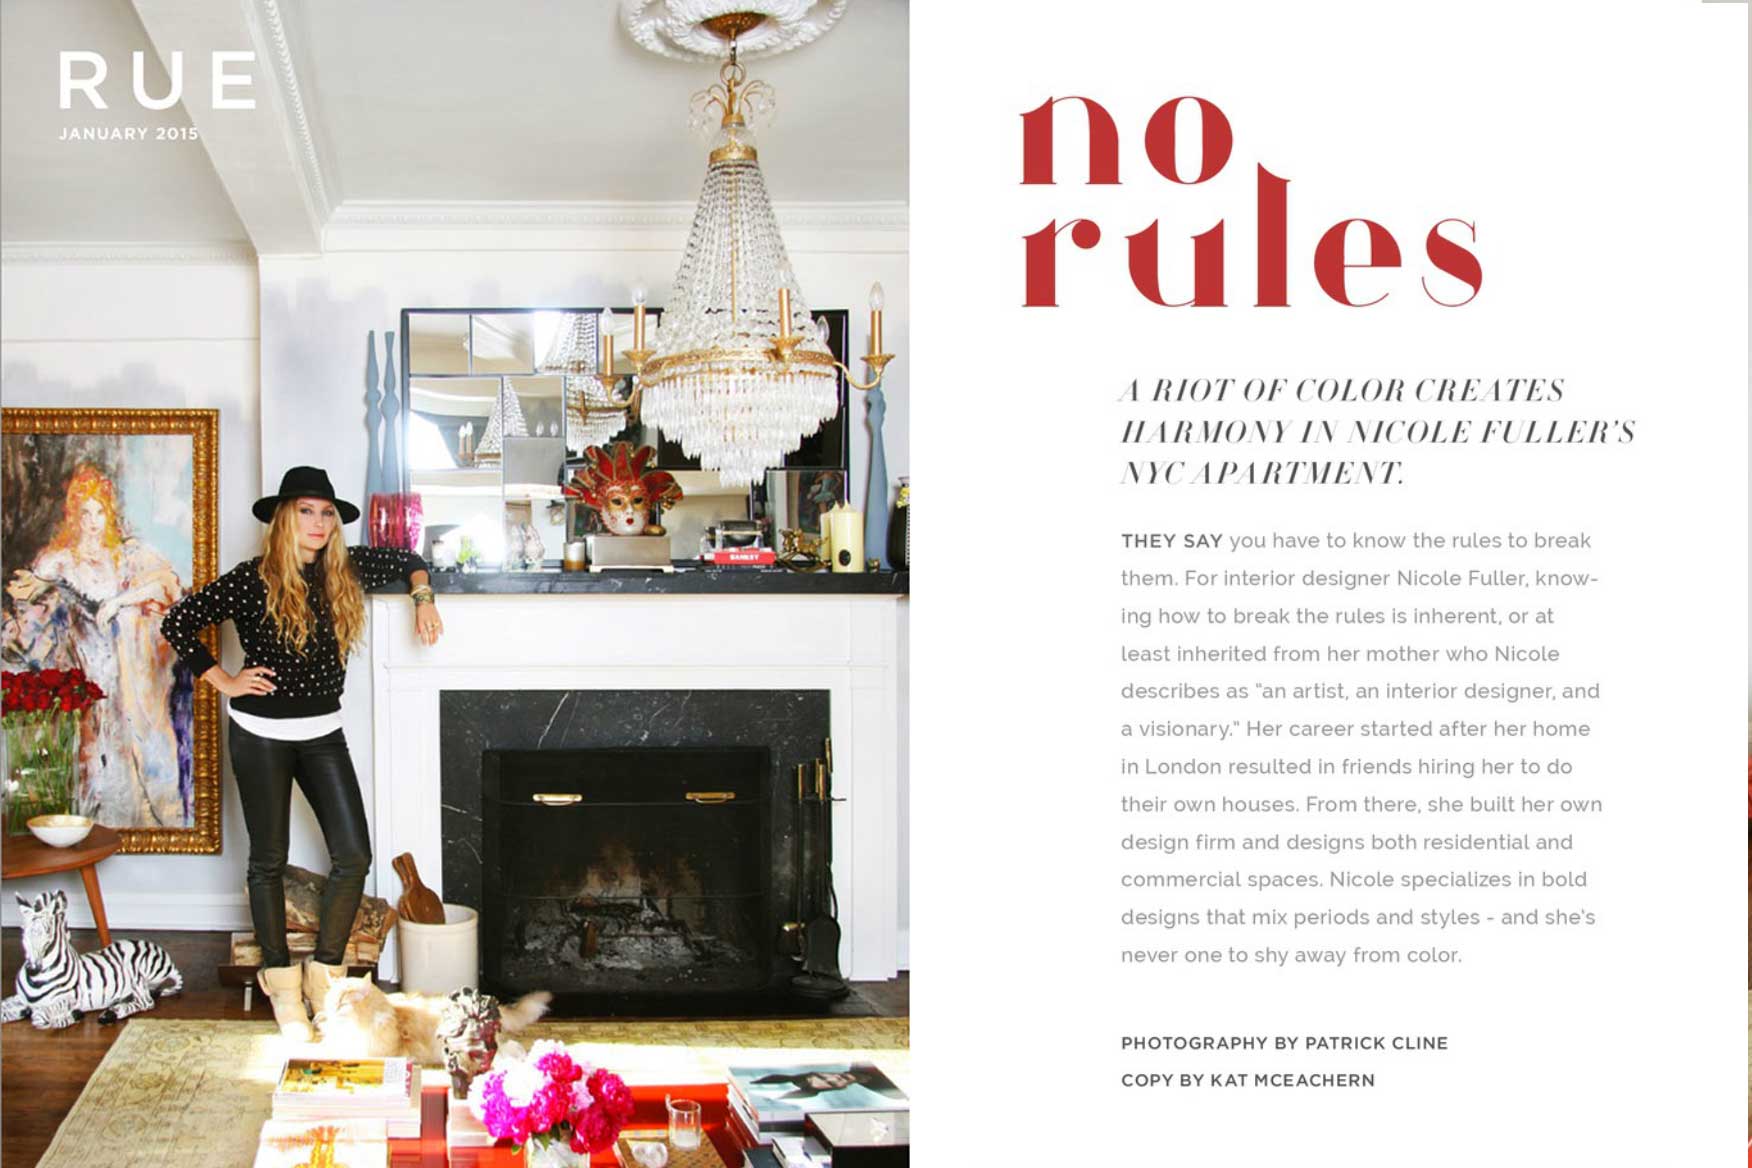 RUE
JANUARY 2015
BANKSY
no
rules
A RIOT OF COLOR CREATES
HARMONY IN NICOLE FULLER'S
NYC APARTMENT.
THEY SAY you have to know the rules to break
them. For interior designer Nicole Fuller, know-
ing how to break the rules is inherent, or at
least inherited from her mother who Nicole
describes as "an artist, an interior designer, and
a visionary." Her career started after her home
in London resulted in friends hiring her to do
their own houses. From there, she built her own
design firm and designs both residential and
commercial spaces. Nicole specializes in bold
designs that mix periods and styles - and she's
never one to shy away from color.
PHOTOGRAPHY BY PATRICK CLINE
COPY BY KAT MCEACHERN